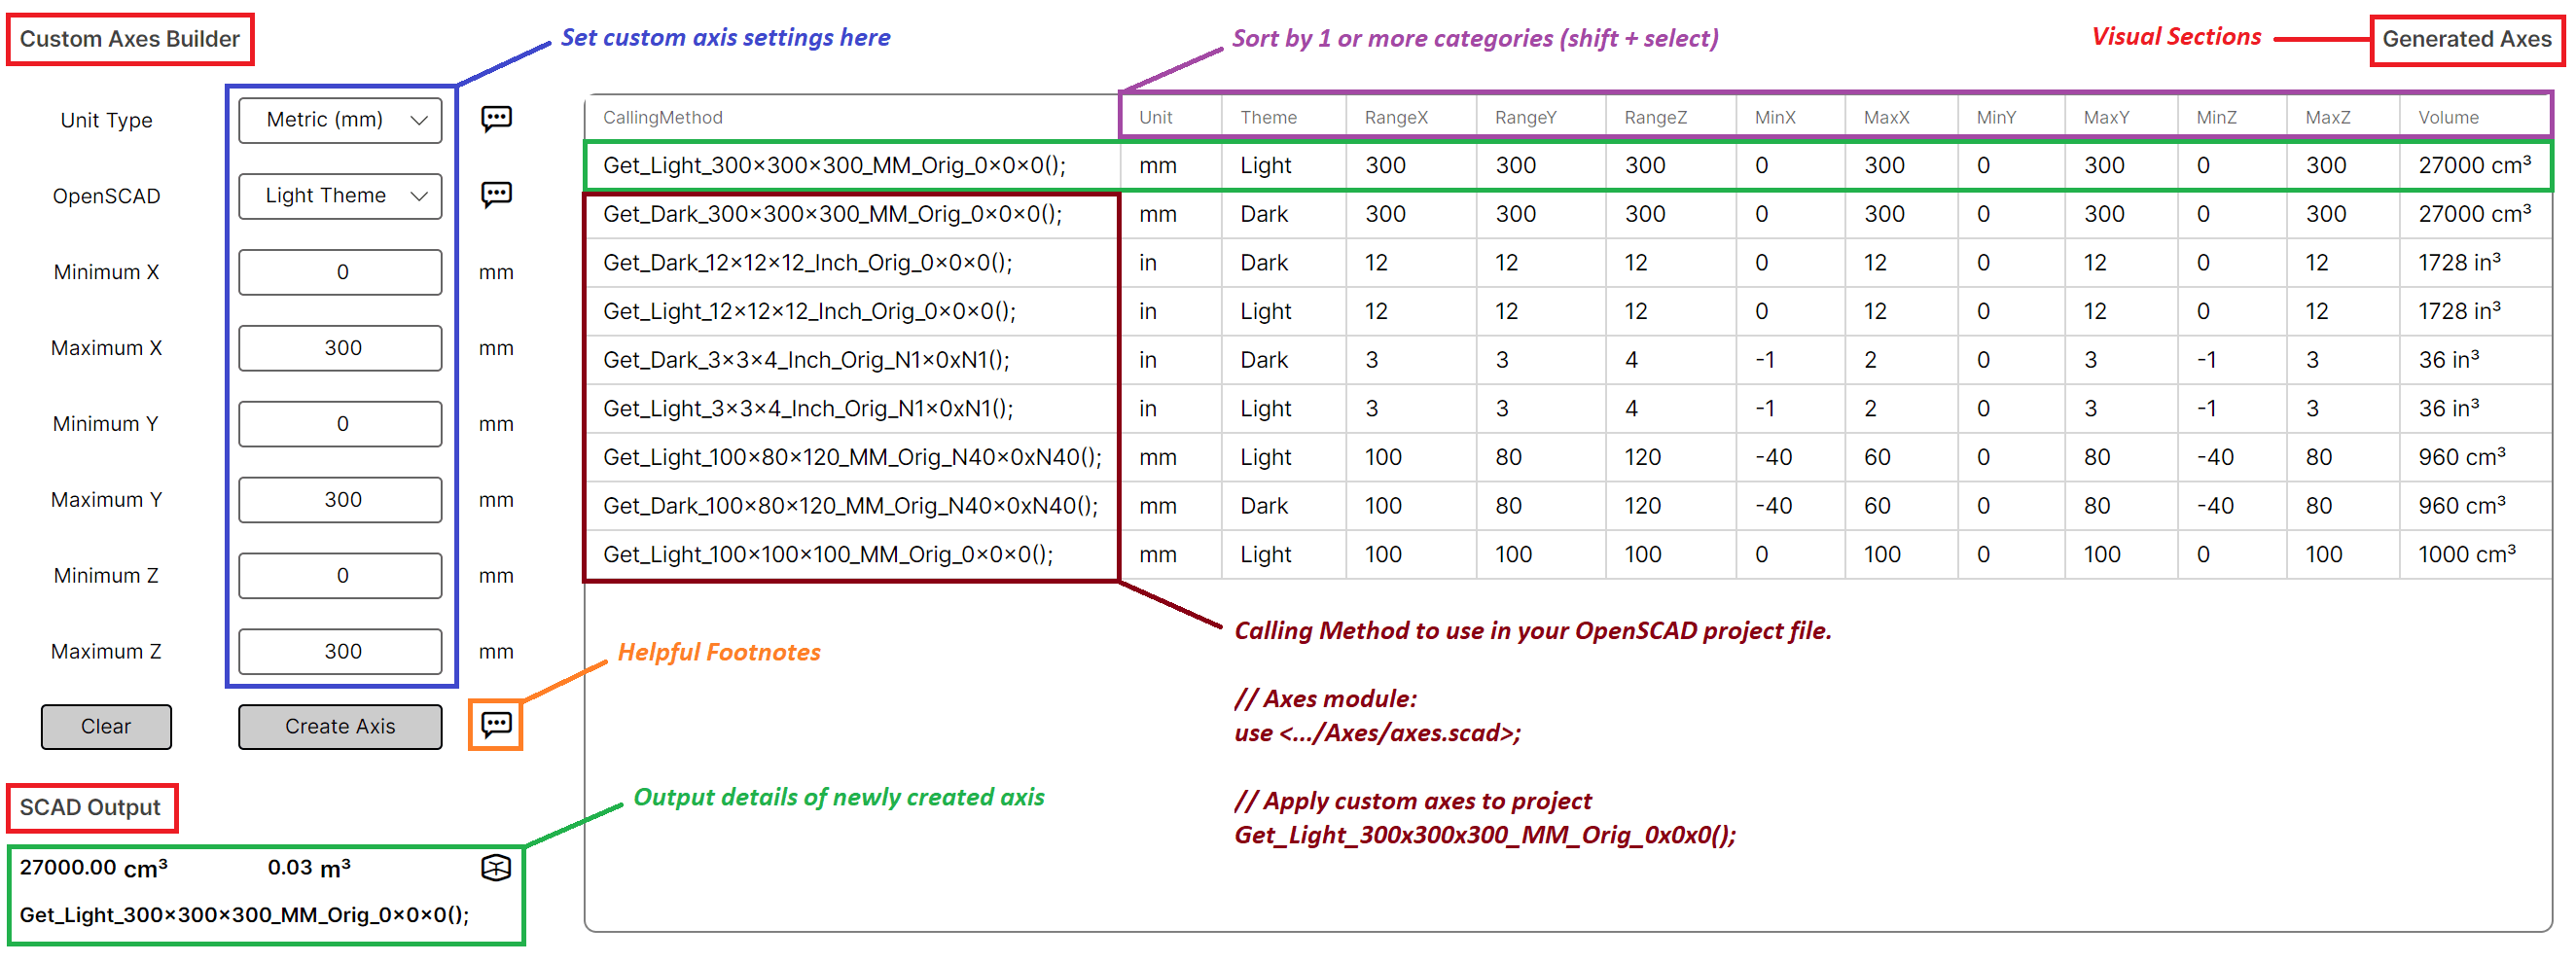 Custom Axes Builder
Set custom axis settings here
Sort by 1 or more categories (shift + select)
Visual Sections
Generated Axes
Unit Type Metric (mm)
OpenSCAD Light Theme
Minimum X 0 mm
Maximum X 300 mm
Minimum Y 0 mm
Maximum Y 300 mm
Minimum Z 0 mm
Maximum Z 300 mm
Clear Create Axis
Helpful Footnotes
CallingMethod Unit Theme RangeX RangeY RangeZ MinX MaxX MinY MaxY MinZ MaxZ Volume
Get_Light_300×300×300_MM_Orig_0×0×0(); mm Light 300 300 300 0 300 0 300 0 300 27000 cm³
Get_Dark_300×300×300_MM_Orig_0×0×0(); mm Dark 300 300 300 0 300 0 300 0 300 27000 cm³
Get_Dark_12×12×12_Inch_Orig_0×0×0(); in Dark 12 12 12 0 12 0 12 0 12 1728 in³
Get_Light_12×12×12_Inch_Orig_0×0×0(); in Light 12 12 12 0 12 0 12 0 12 1728 in³
Get_Dark_3×3×4_Inch_Orig_N1×0xN1(); in Dark 3 3 4 -1 2 0 3 -1 3 36 in³
Get_Light_3×3×4_Inch_Orig_N1×0xN1(); in Light 3 3 4 -1 2 0 3 -1 3 36 in³
Get_Light_100×80×120_MM_Orig_N40×0xN40(); mm Light 100 80 120 -40 60 0 80 -40 80 960 cm³
Get_Dark_100×80×120_MM_Orig_N40×0xN40(); mm Dark 100 80 120 -40 60 0 80 -40 80 960 cm³
Get_Light_100×100×100_MM_Orig_0×0×0(); mm Light 100 100 100 0 100 0 100 0 100 1000 cm³
Calling Method to use in your OpenSCAD project file.
// Axes module:
use <.../Axes/axes.scad>;
// Apply custom axes to project
Get_Light_300x300x300_MM_Orig_0x0x0();
SCAD Output
Output details of newly created axis
27000.00 cm³ 0.03 m³
Get_Light_300×300×300_MM_Orig_0×0×0();